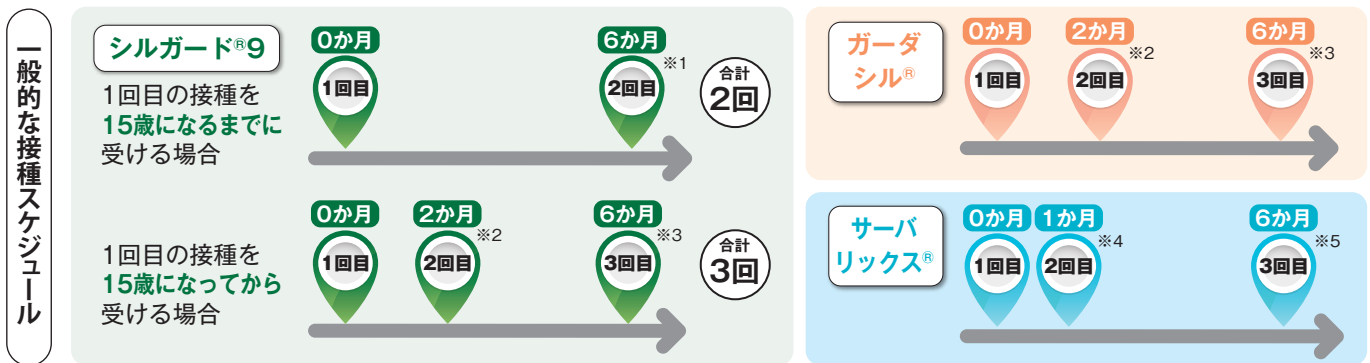 一般的な接種スケジュール
シルガード®9
1回目の接種を
15歳になるまでに
受ける場合
0か月
1回目
6か月
※1
2回目
合計
2回
1回目の接種を
15歳になってから
受ける場合
0か月
1回目
2か月
※2
2回目
6か月
※3
3回目
合計
3回
ガーダ
シル®
0か月
1回目
2か月
※2
2回目
6か月
※3
3回目
サーバ
リックス®
0か月
1回目
1か月
※4
2回目
6か月
※5
3回目